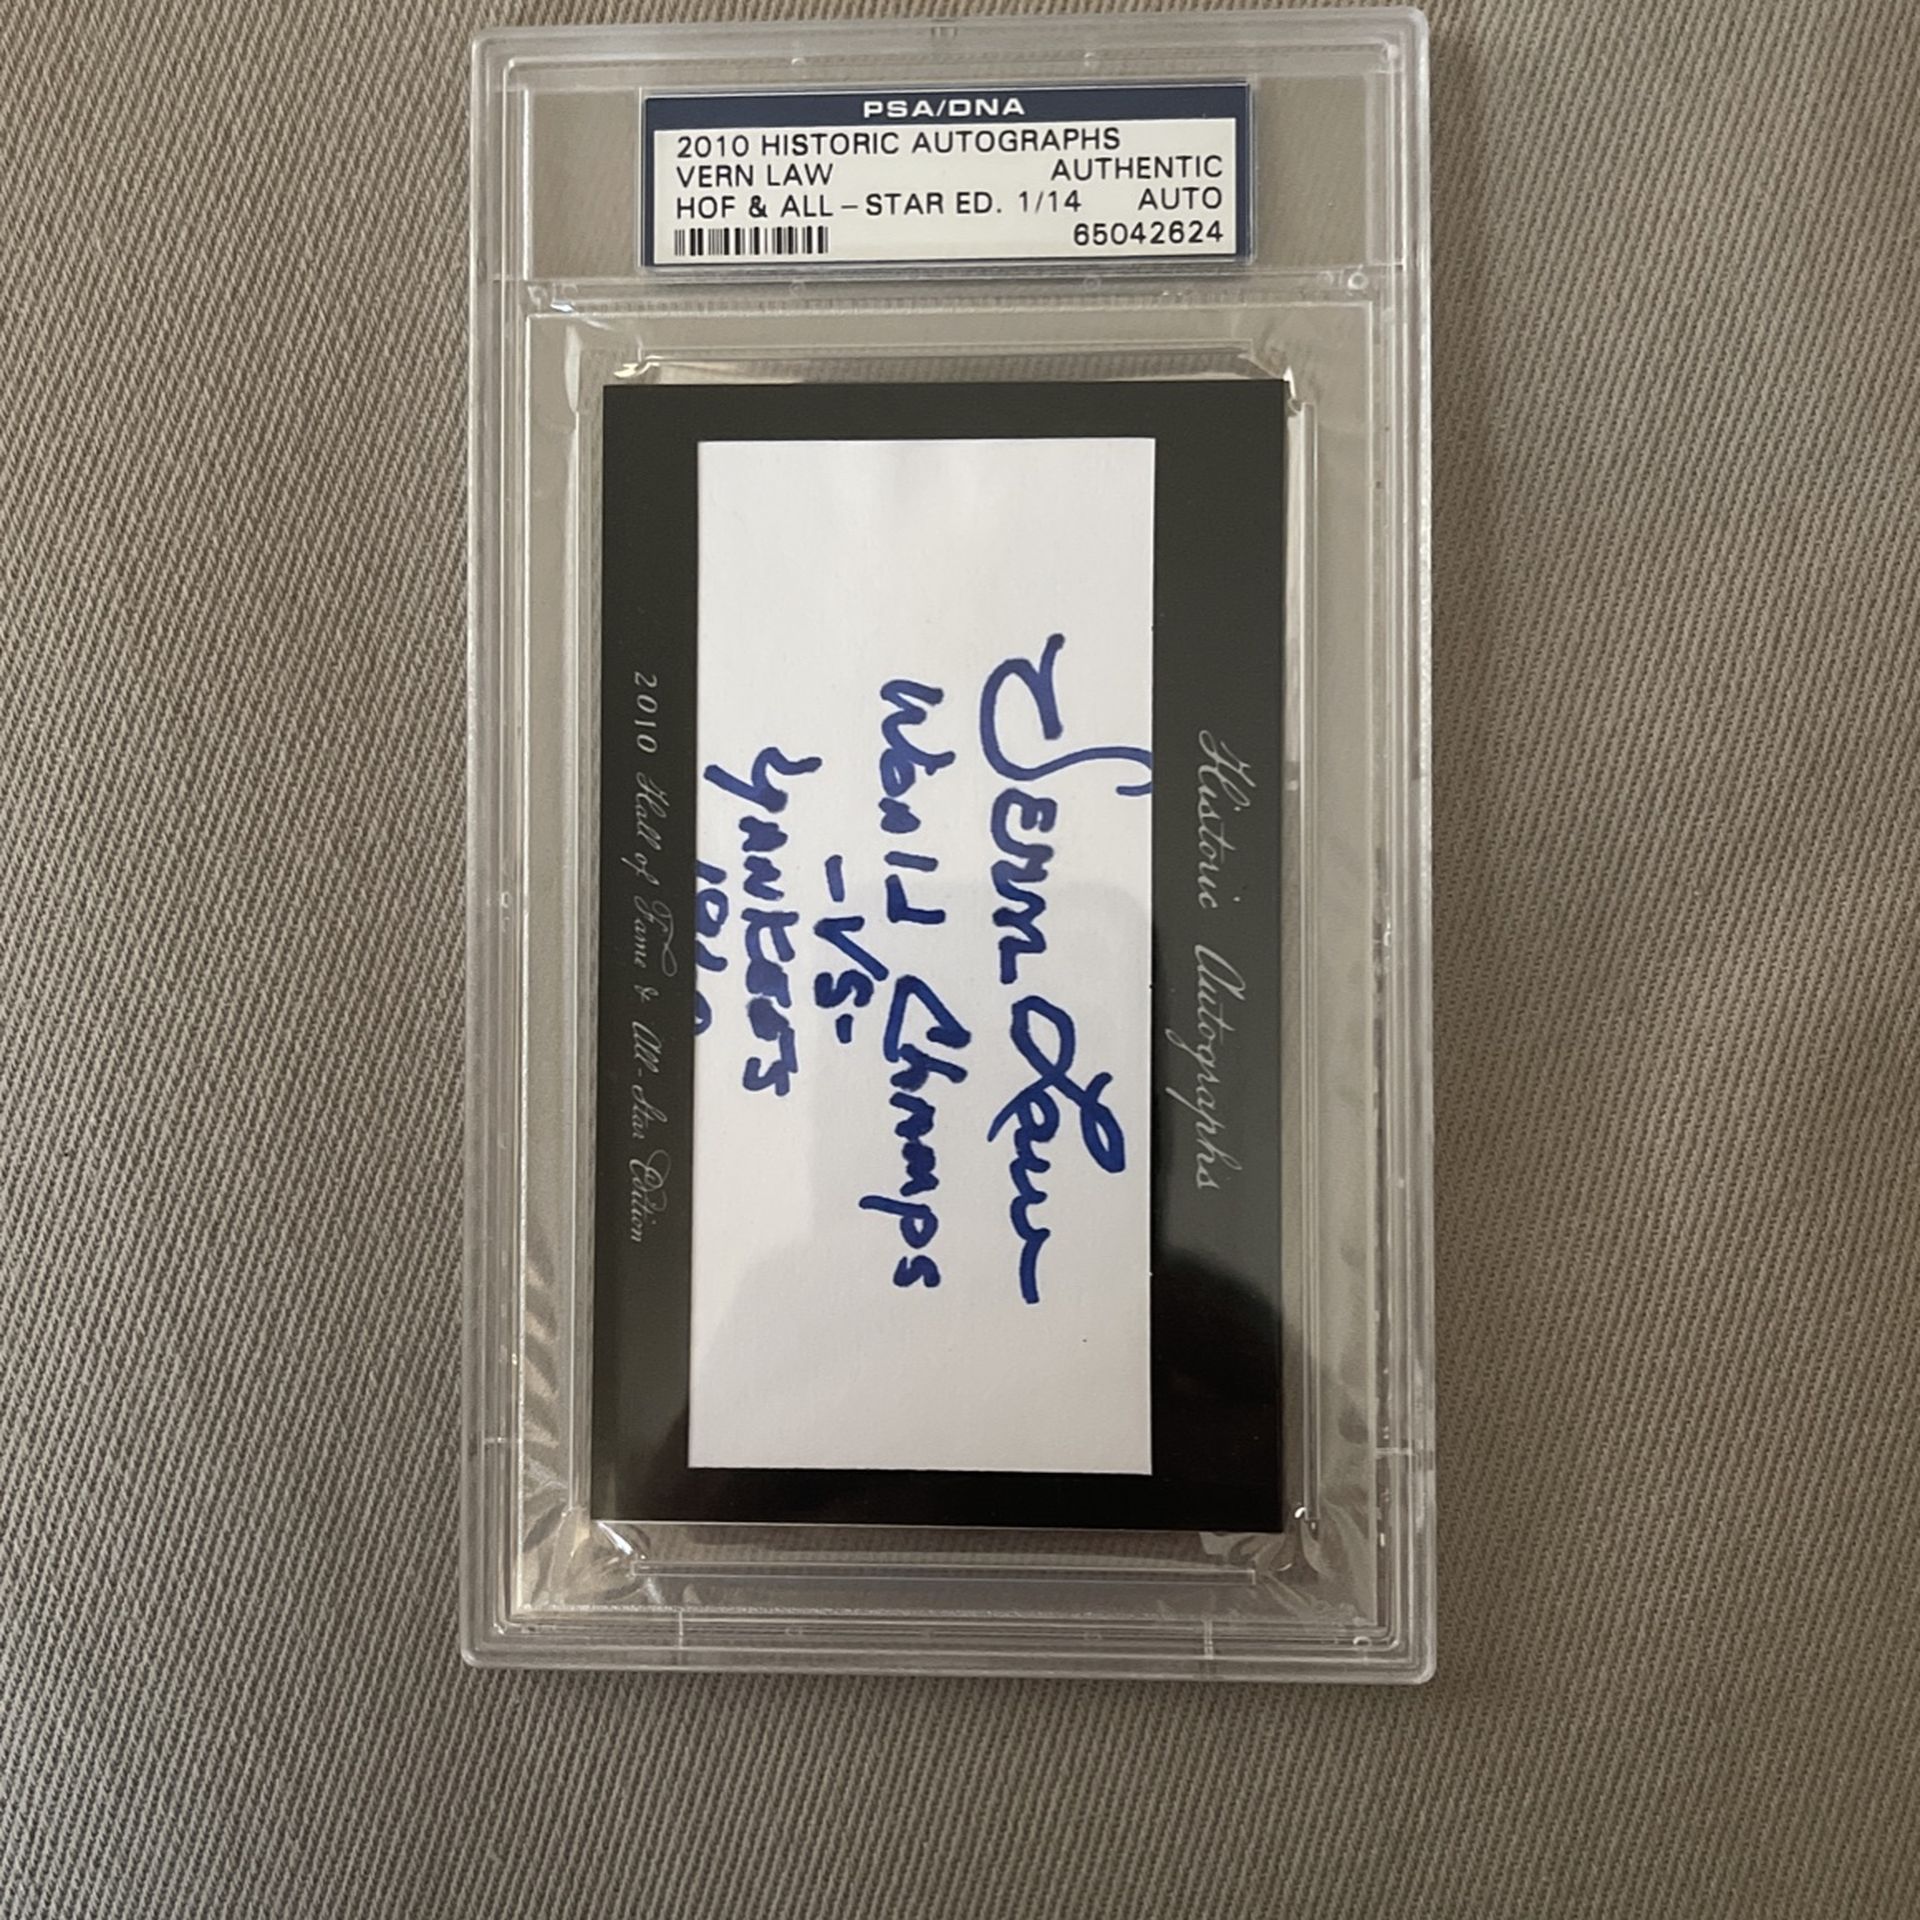 PSA/DNA
2010 HISTORIC AUTOGRAPHS
VERN LAW AUTHENTIC
HOF & ALL-STAR ED. 1/14 AUTO
65042624
Historic Autographs
Vern Law
World Champs
-VS-
Yankees
2010 Hall of Fame & All-Star Edition